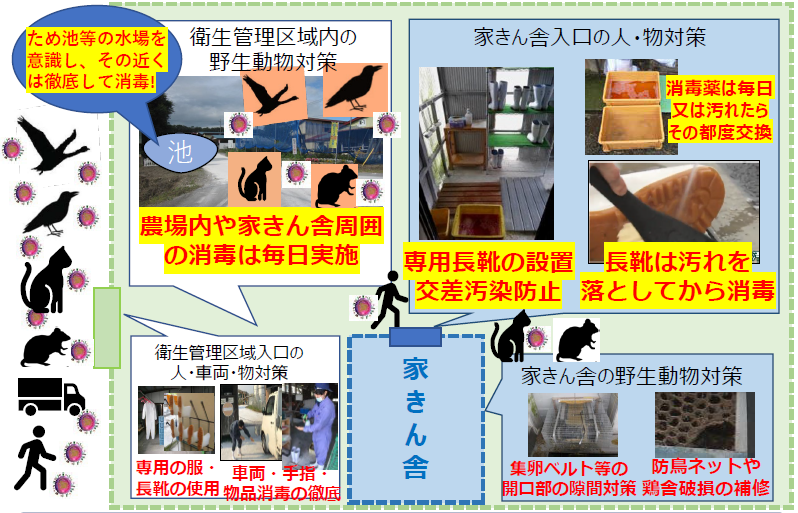 ため池等の水場を
意識し、その近く
は徹底して消毒!
衛生管理区域内の
野生動物対策
池
農場内や家きん舎周囲
の消毒は毎日実施
家きん舎入口の人・物対策
消毒薬は毎日
又は汚れたら
その都度交換
専用長靴の設置
交差汚染防止
長靴は汚れを
落としてから消毒
衛生管理区域入口の
人・車両・物対策
専用の服・
長靴の使用
車両・手指・
物品消毒の徹底
家きん舎
家きん舎の野生動物対策
集卵ベルト等の
開口部の隙間対策
防鳥ネットや
鶏舎破損の補修